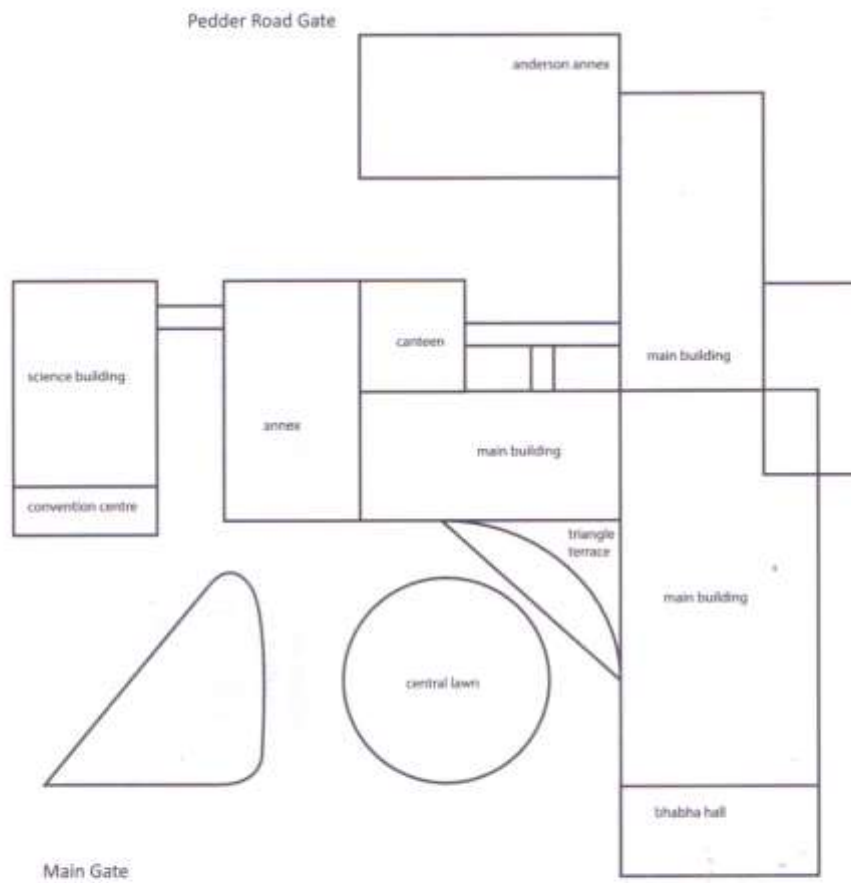 Pedder Road Gate
anderson annex
canteen
main building
science building
annex
main building
convention centre
triangle
terrace
main building
central lawn
bhabha hall
Main Gate